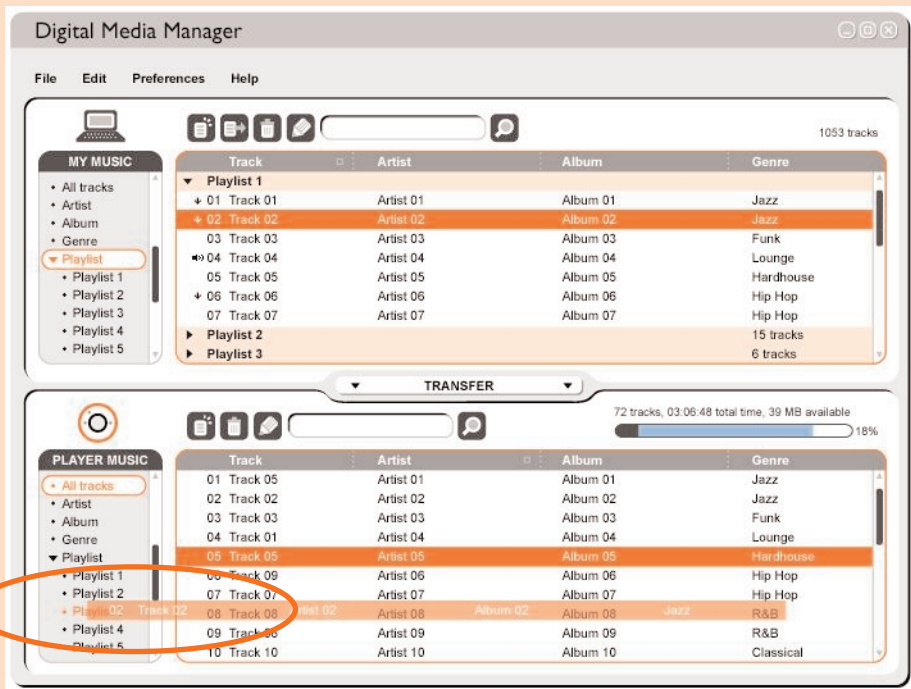 Digital Media Manager
File Edit Preferences Help
1053 tracks
MY MUSIC
• All tracks
• Artist
• Album
• Genre
▼ Playlist
• Playlist 1
• Playlist 2
• Playlist 3
• Playlist 4
• Playlist 5
Track Artist Album Genre
▼ Playlist 1
01 Track 01 Artist 01 Album 01 Jazz
02 Track 02 Artist 02 Album 02 Jazz
03 Track 03 Artist 03 Album 03 Funk
04 Track 04 Artist 04 Album 04 Lounge
05 Track 05 Artist 05 Album 05 Hardhouse
06 Track 06 Artist 06 Album 06 Hip Hop
07 Track 07 Artist 07 Album 07 Hip Hop
Playlist 2 15 tracks
Playlist 3 6 tracks
TRANSFER
72 tracks, 03:06:48 total time, 39 MB available
18%
PLAYER MUSIC
• All tracks
• Artist
• Album
• Genre
▼ Playlist
• Playlist 1
• Playlist 2
• Playlist 4
• Playlist 5
Track Artist Album Genre
01 Track 05 Artist 01 Album 01 Jazz
02 Track 02 Artist 02 Album 02 Jazz
03 Track 03 Artist 03 Album 03 Funk
04 Track 01 Artist 04 Album 04 Lounge
05 Track 05 Artist 05 Album 05 Hardhouse
06 Track 09 Artist 06 Album 06 Hip Hop
07 Track 07 Artist 07 Album 07 Hip Hop
02 Track 02 Artist 02 Album 02 Jazz
08 Track 08 Artist 08 Album 08 R&B
09 Artist 09 Album 09 R&B
10 Track 10 Artist 10 Album 10 Classical